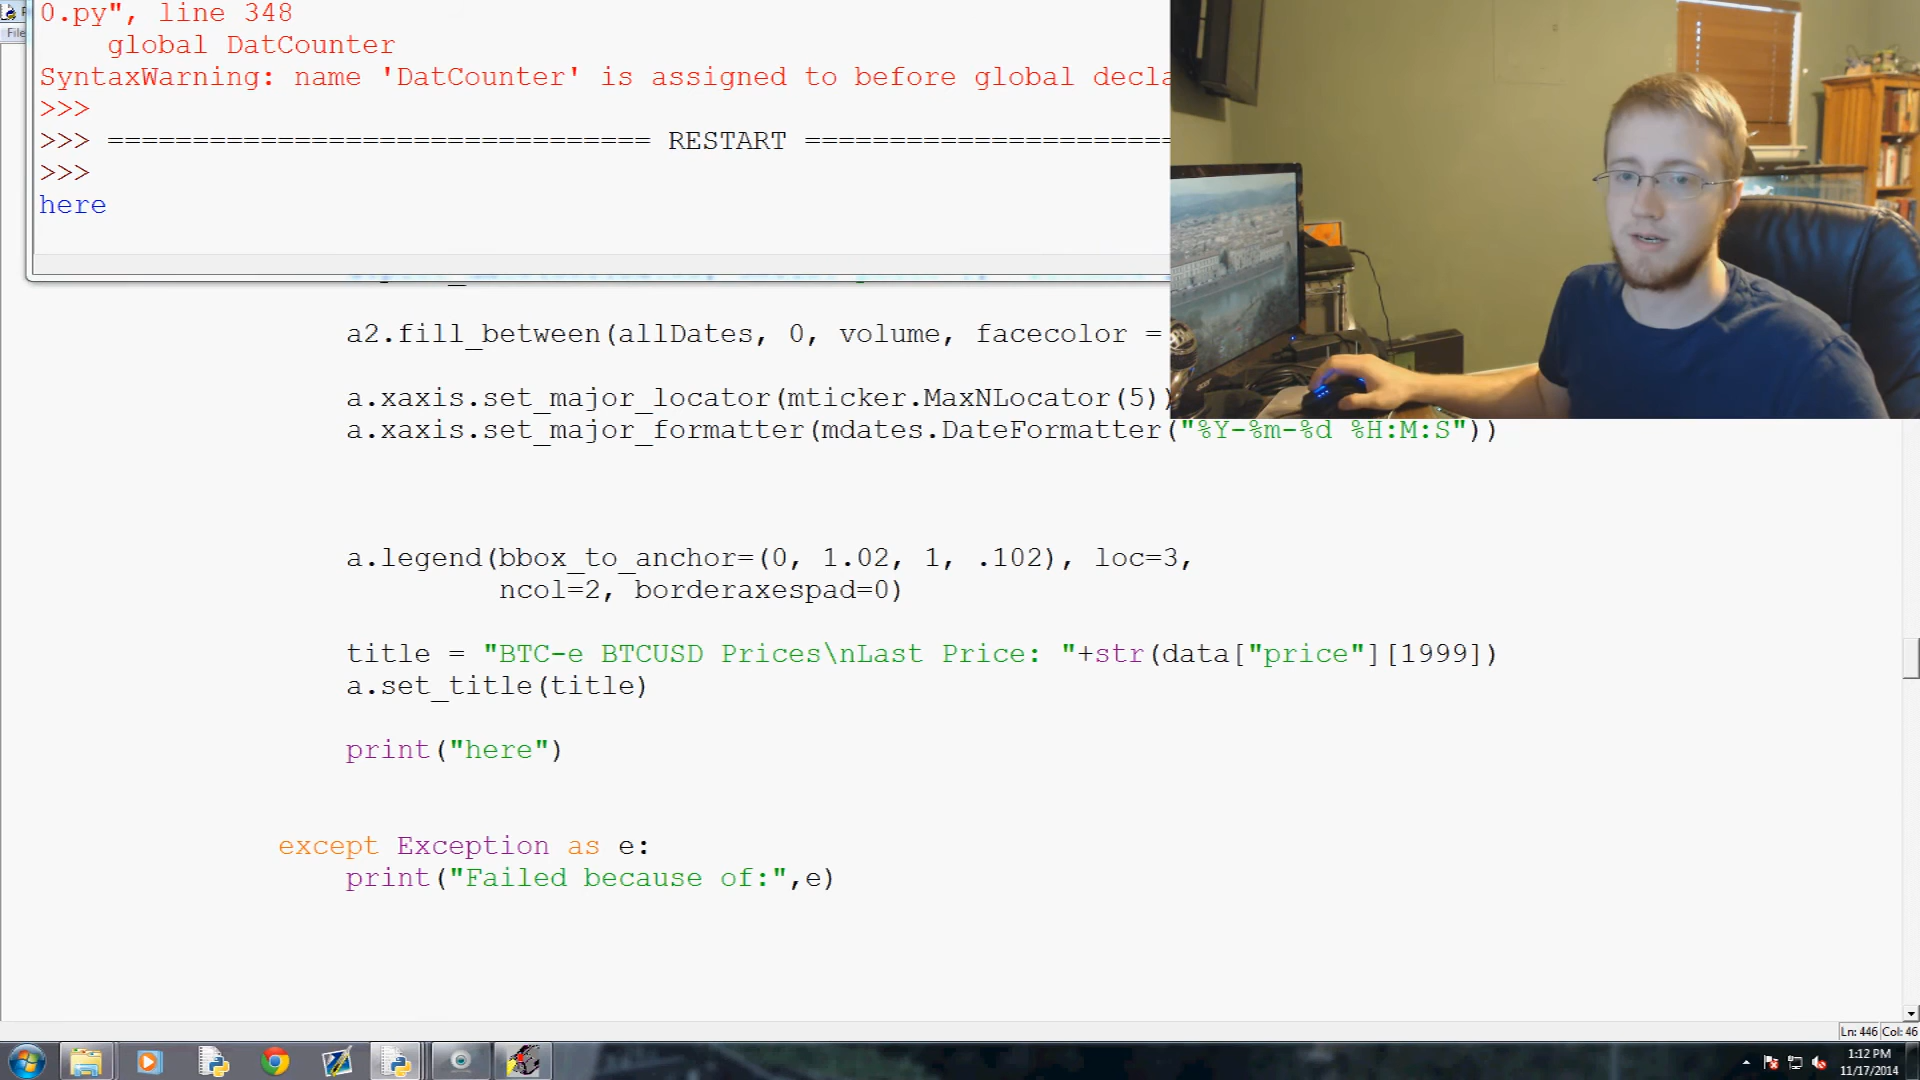 0.py", line 348
File
global DatCounter
SyntaxWarning: name 'DatCounter' is assigned to before global decla
>>>
>>> ================================ RESTART ======================
>>>
here
a2.fill_between(allDates, 0, volume, facecolor =
a.xaxis.set_major_locator(mticker.MaxNLocator(5))
a.xaxis.set_major_formatter(mdates.DateFormatter("%Y-%m-%d %H:M:S"))
a.legend(bbox_to_anchor=(0, 1.02, 1, .102), loc=3,
ncol=2, borderaxespad=0)
title = "BTC-e BTCUSD Prices\nLast Price: "+str(data["price"][1999])
a.set_title(title)
print("here")
except Exception as e:
print("Failed because of:",e)
Ln: 446 Col: 46
1:12 PM
11/17/2014